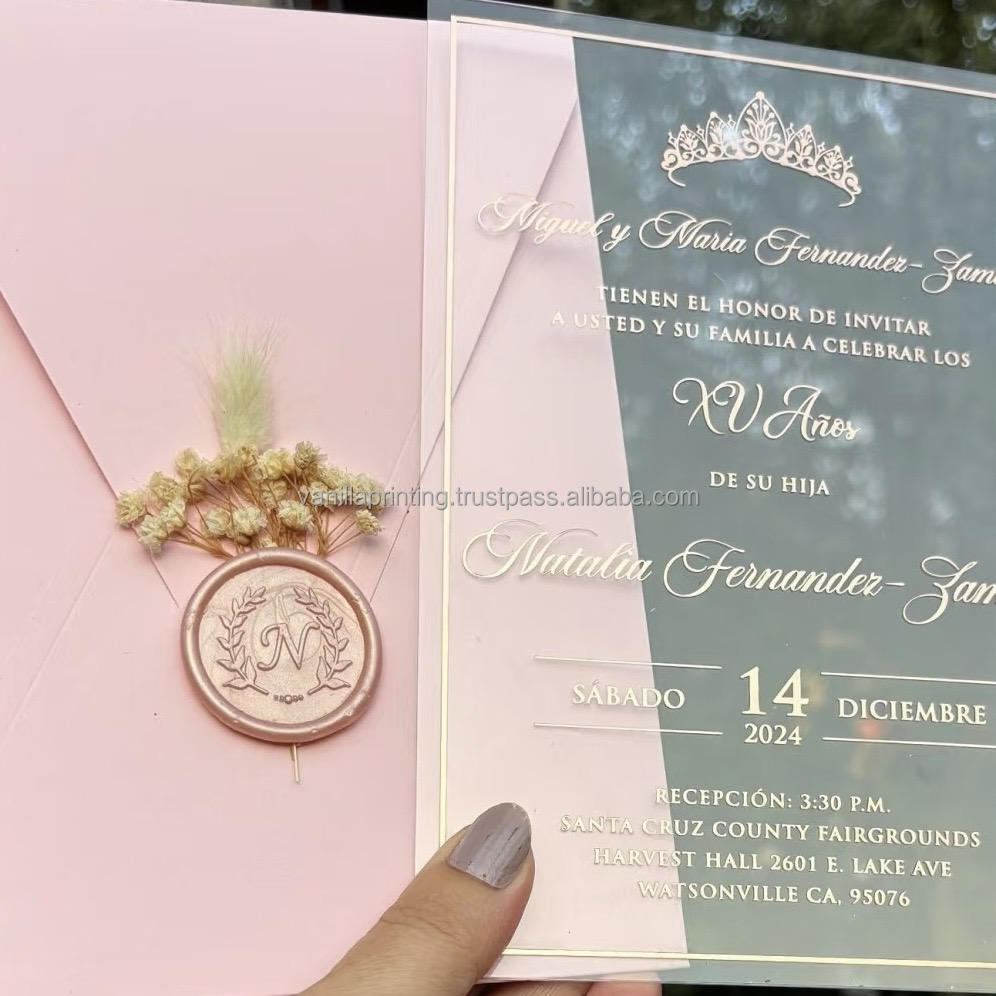 Miguel y Maria Fernandez-Zam
TIENEN EL HONOR DE INVITAR
A USTED Y SU FAMILIA A CELEBRAR LOS
XV Años
DE SU HIJA
vanillaprinting.trustpass.alibaba.com
Natalia Fernandez-Zam
SÁBADO 14 DICIEMBRE
2024
RECEPCIÓN: 3:30 P.M.
SANTA CRUZ COUNTY FAIRGROUNDS
HARVEST HALL 2601 E. LAKE AVE
WATSONVILLE CA, 95076
N